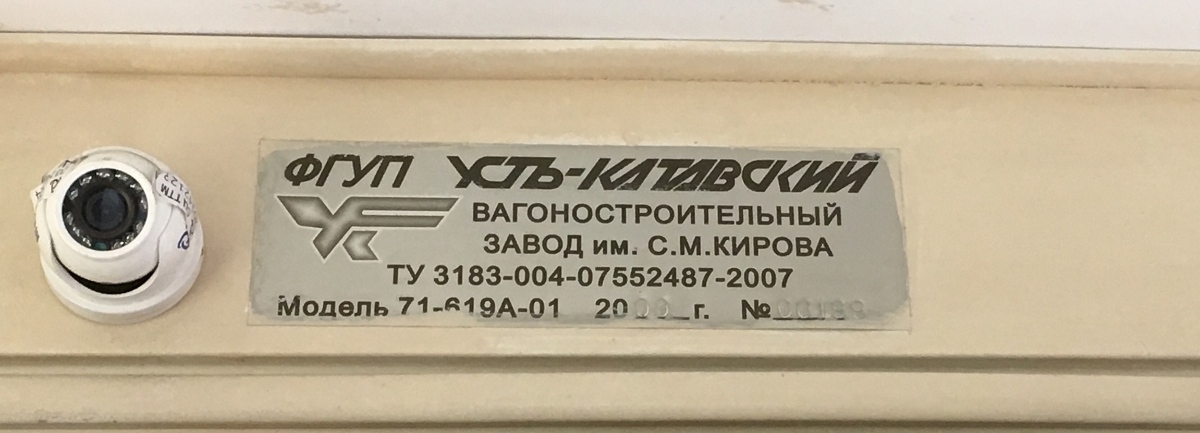 ФГУП УСТЬ-КАТАВСКИЙ
ВАГОНОСТРОИТЕЛЬНЫЙ
ЗАВОД им. С.М.КИРОВА
ТУ 3183-004-07552487-2007
Модель 71-619А-01 г. №